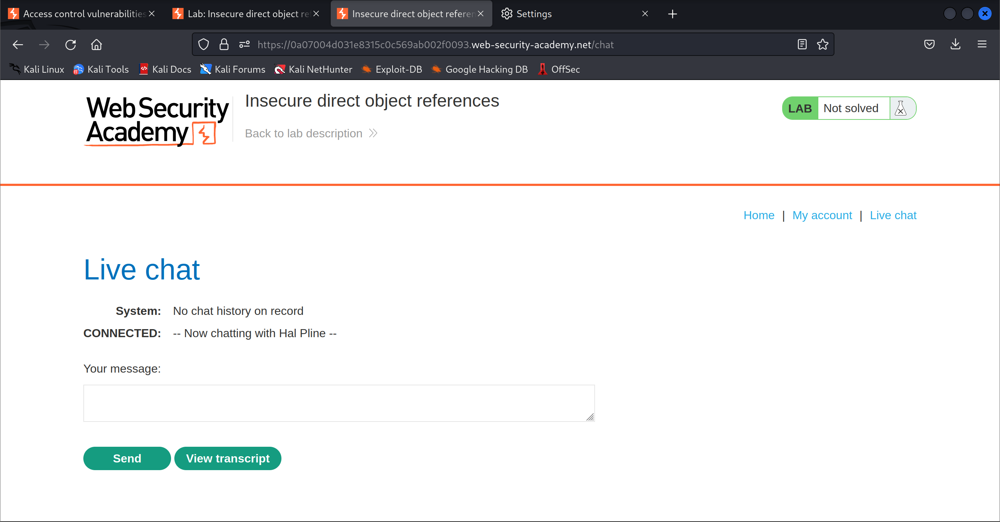 Access control vulnerabilities
Lab: Insecure direct object ref
Insecure direct object referen
Settings
https://0a07004d031e8315c0c569ab002f0093.web-security-academy.net/chat
Kali Linux
Kali Tools
Kali Docs
Kali Forums
Kali NetHunter
Exploit-DB
Google Hacking DB
OffSec
Web Security
Academy
Insecure direct object references
Back to lab description
LAB
Not solved
Home | My account | Live chat
Live chat
System: No chat history on record
CONNECTED: -- Now chatting with Hal Pline --
Your message:
Send
View transcript